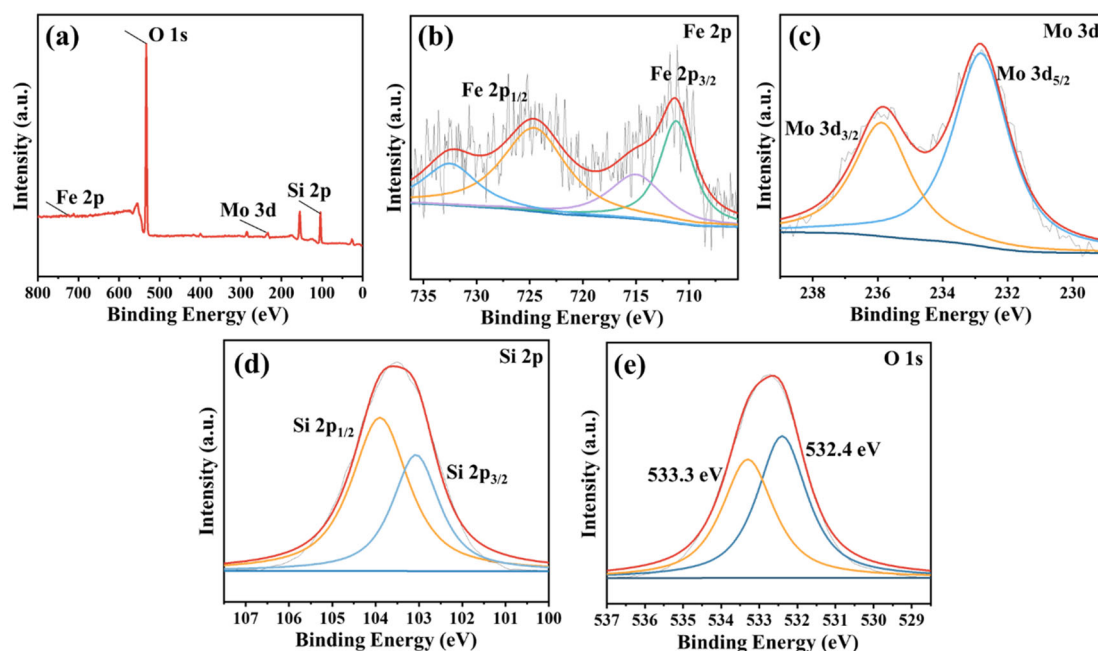 (a)
O 1s
Fe 2p
Mo 3d
Si 2p
Intensity (a.u.)
800 700 600 500 400 300 200 100 0
Binding Energy (eV)
(b)
Fe 2p
Fe 2p1/2
Fe 2p3/2
Intensity (a.u.)
735 730 725 720 715 710
Binding Energy (eV)
(c)
Mo 3d
Mo 3d5/2
Mo 3d3/2
Intensity (a.u.)
238 236 234 232 230
Binding Energy (eV)
(d)
Si 2p
Si 2p1/2
Si 2p3/2
Intensity (a.u.)
107 106 105 104 103 102 101 100
Binding Energy (eV)
(e)
O 1s
532.4 eV
533.3 eV
Intensity (a.u.)
537 536 535 534 533 532 531 530 529
Binding Energy (eV)